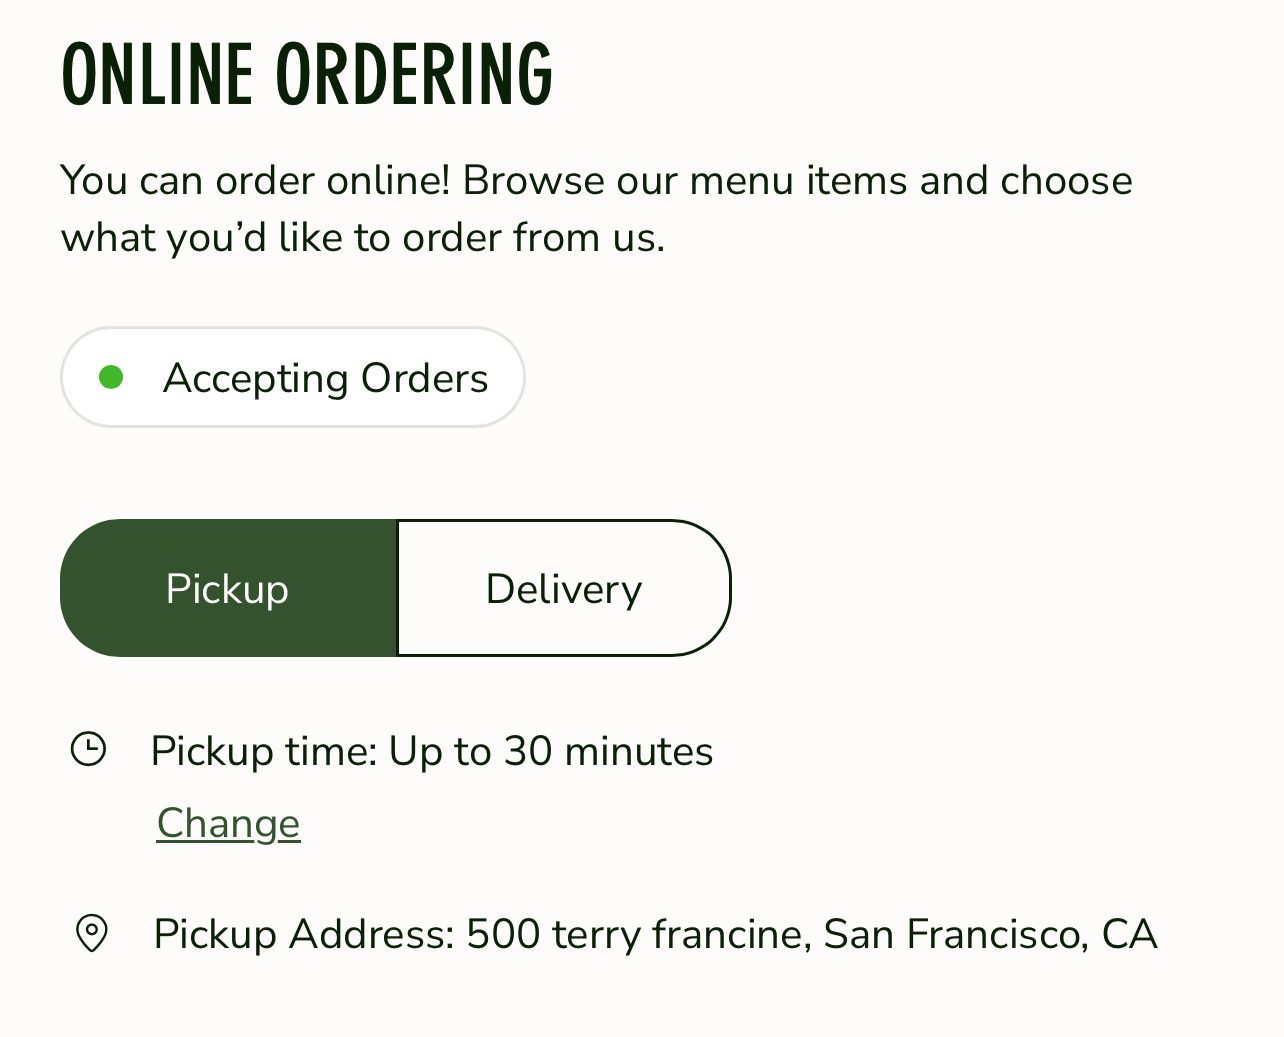 ONLINE ORDERING
You can order online! Browse our menu items and choose
what you’d like to order from us.
Accepting Orders
Pickup
Delivery
Pickup time: Up to 30 minutes
Change
Pickup Address: 500 terry francine, San Francisco, CA